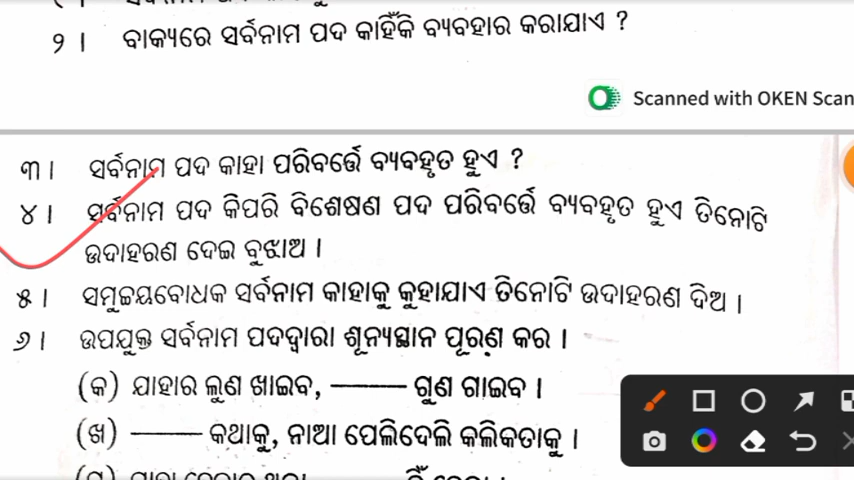 ୨। ବାକ୍ୟରେ ସର୍ବନାମ ପଦ କାହିଁକି ବ୍ୟବହାର କରାଯାଏ ?
Scanned with OKEN Scan
୩। ସର୍ବନାମ ପଦ କାହା ପରିବର୍ତ୍ତେ ବ୍ୟବହୃତ ହୁଏ ?
୪। ସର୍ବନାମ ପଦ କିପରି ବିଶେଷଣ ପଦ ପରିବର୍ତ୍ତେ ବ୍ୟବହୃତ ହୁଏ ତିନୋଟି
ଉଦାହରଣ ଦେଇ ବୁଝାଅ।
୫। ସମୁଚ୍ଚୟବୋଧକ ସର୍ବନାମ କାହାକୁ କୁହାଯାଏ ତିନୋଟି ଉଦାହରଣ ଦିଅ।
୬। ଉପଯୁକ୍ତ ସର୍ବନାମ ପଦଦ୍ୱାରା ଶୂନ୍ୟସ୍ଥାନ ପୂରଣ କର।
(କ) ଯାହାର ଲୁଣ ଖାଇବ, ——— ଗୁଣ ଗାଇବ।
(ଖ) ——— କଥାକୁ, ନାଆ ପେଲିଦେଲି କଲିକତାକୁ।